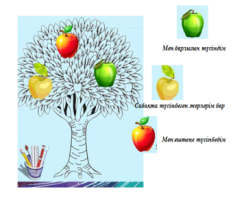 Мен барлығын түсіндім
Сабақта түсінбеген жерлерім бар
Мен ештеңе түсінбедім